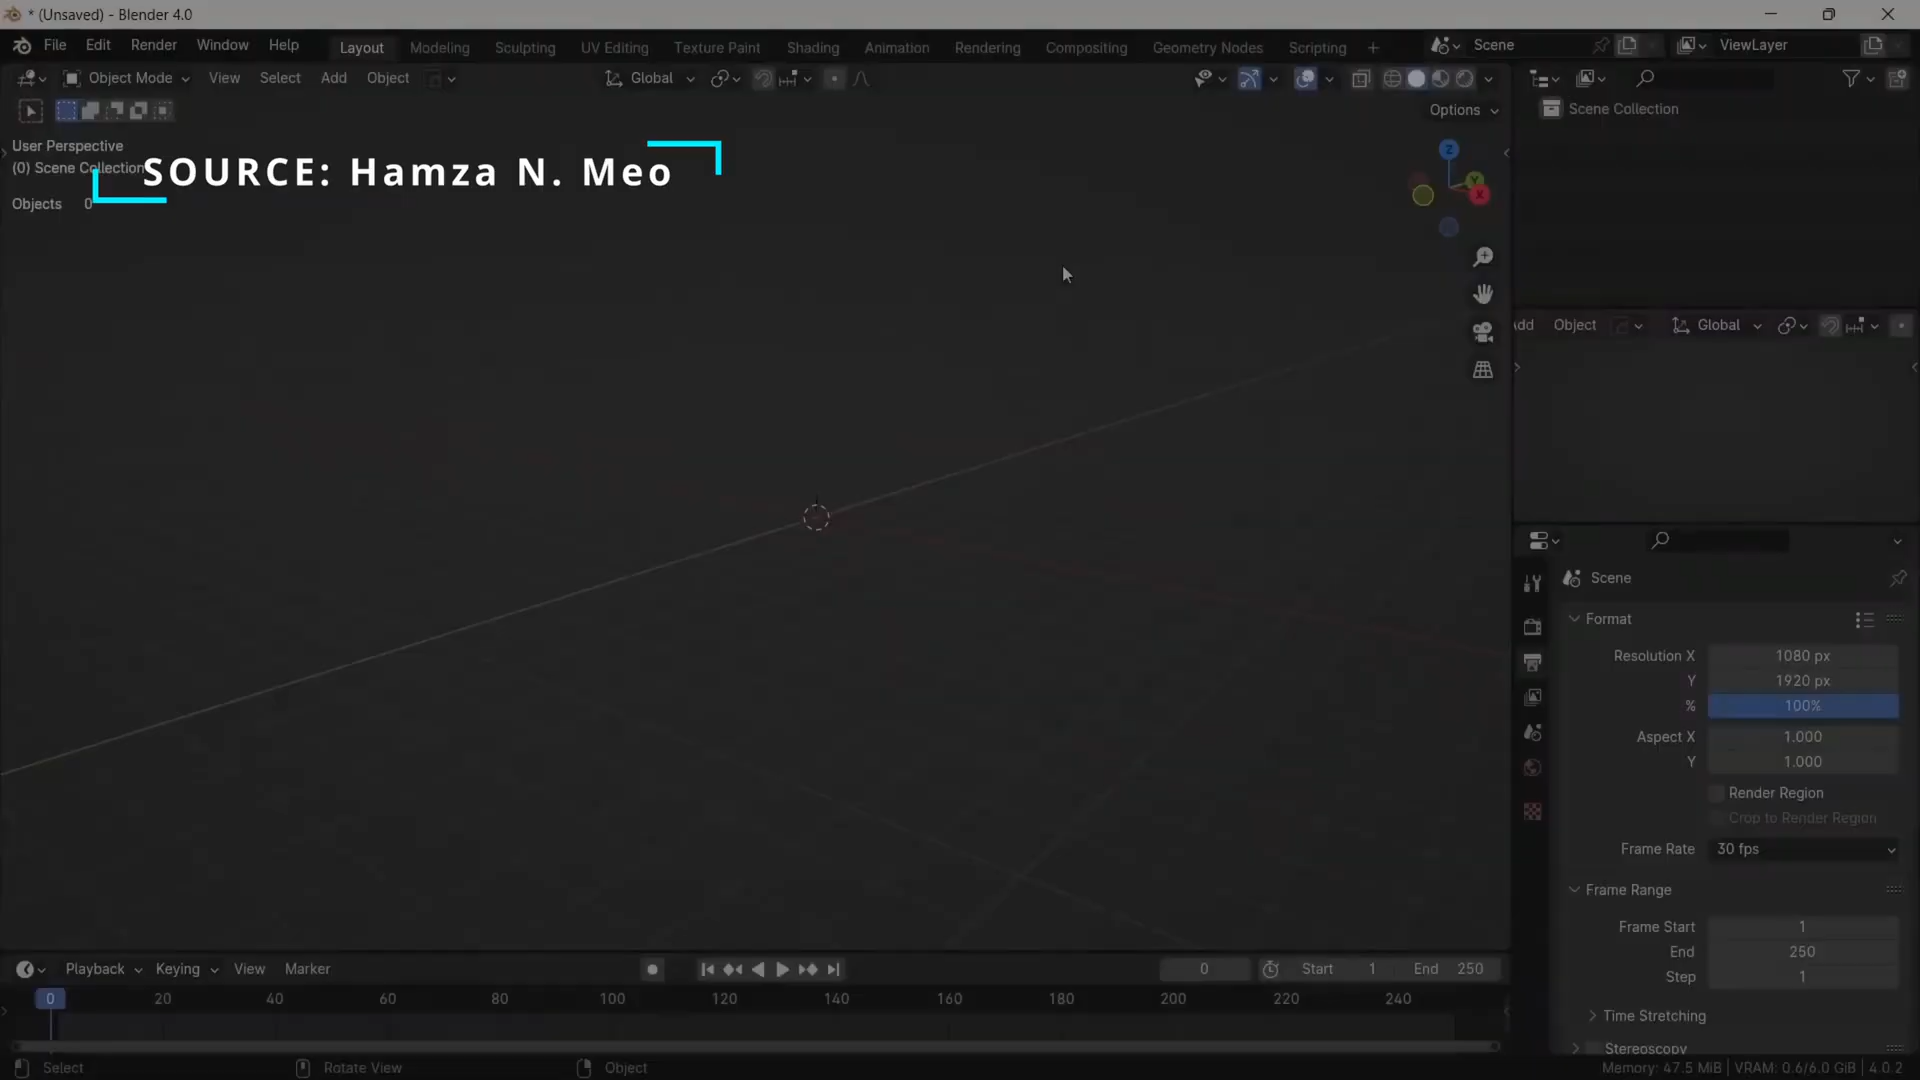 * (Unsaved) - Blender 4.0
File Edit Render Window Help Layout Modeling Sculpting UV Editing Texture Paint Shading Animation Rendering Compositing Geometry Nodes Scripting + Scene ViewLayer
Object Mode View Select Add Object Global
Options
Scene Collection
User Perspective
(0) Scene Collection
SOURCE: Hamza N. Meo
Objects 0
Z
Y
X
Object Global
Scene
Format
Resolution X 1080 px
Y 1920 px
% 100%
Aspect X 1.000
Y 1.000
Render Region
Crop to Render Region
Frame Rate 30 fps
Frame Range
Frame Start 1
End 250
Step 1
Time Stretching
Stereoscopy
Playback Keying View Marker 0 Start 1 End 250
0 20 40 60 80 100 120 140 160 180 200 220 240
Select Rotate View Object Memory: 47.5 MiB | VRAM: 0.6/6.0 GiB | 4.0.2